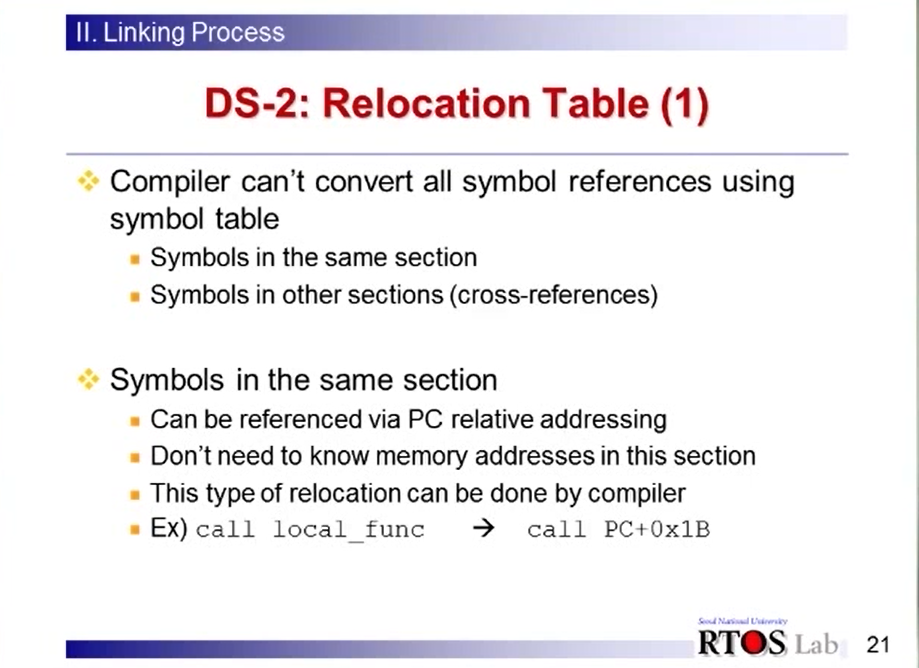 II. Linking Process
DS-2: Relocation Table (1)
Compiler can't convert all symbol references using
symbol table
Symbols in the same section
Symbols in other sections (cross-references)
Symbols in the same section
Can be referenced via PC relative addressing
Don't need to know memory addresses in this section
This type of relocation can be done by compiler
Ex) call local_func → call PC+0x1B
Seoul National University
RTOS Lab
21